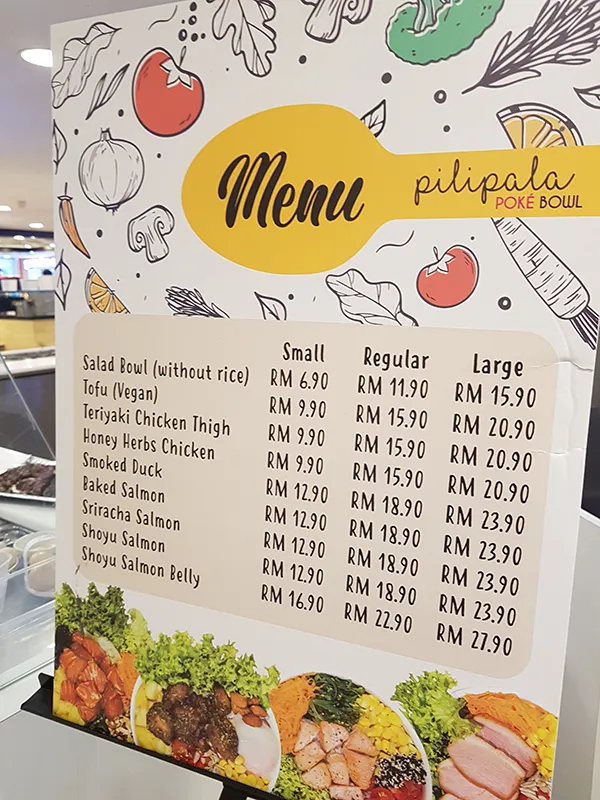 Menu
pilipala
POKÉ BOWL
Small Regular Large
Salad Bowl (without rice) RM 6.90 RM 11.90 RM 15.90
Tofu (Vegan) RM 9.90 RM 15.90 RM 20.90
Teriyaki Chicken Thigh RM 9.90 RM 15.90 RM 20.90
Honey Herbs Chicken RM 9.90 RM 15.90 RM 20.90
Smoked Duck RM 12.90 RM 18.90 RM 23.90
Baked Salmon RM 12.90 RM 18.90 RM 23.90
Sriracha Salmon RM 12.90 RM 18.90 RM 23.90
Shoyu Salmon RM 12.90 RM 18.90 RM 23.90
Shoyu Salmon Belly RM 16.90 RM 22.90 RM 27.90